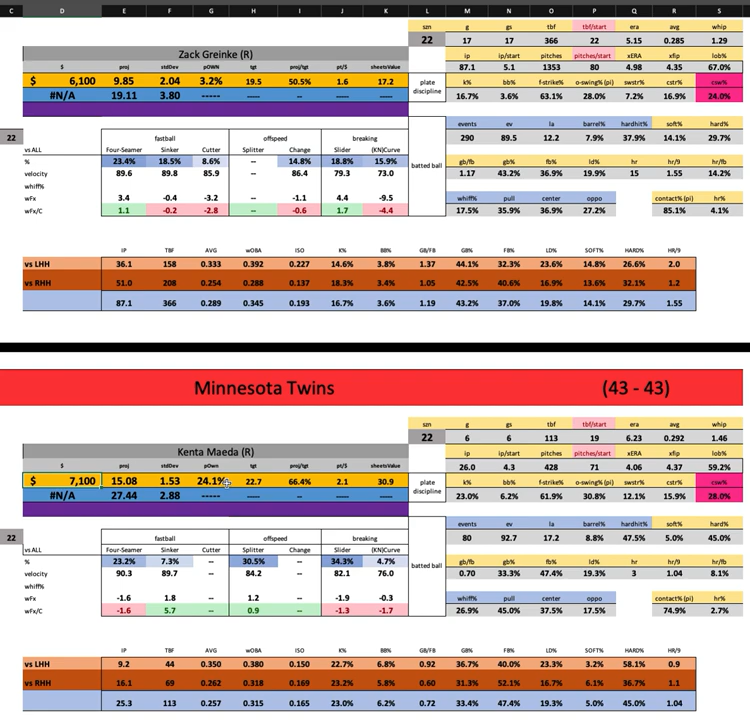 C D E F G H I J K L M N O P Q R S
szn g gs tbf tbf/start era avg whip
22 17 17 366 22 5.15 0.285 1.29
ip ip/start pitches pitches/start xERA xfip lob%
Zack Greinke (R) 87.1 5.1 1353 80 4.98 4.35 67.0%
$ proj stdDev pOWN tgt proj/tgt pt/$ sheetsValue
plate discipline k% bb% f-strike% o-swing% (pi) swstr% cstr% csw%
$ 6,100 9.85 2.04 3.2% 19.5 50.5% 1.6 17.2
16.7% 3.6% 63.1% 28.0% 7.2% 16.9% 24.0%
#N/A 19.11 3.80 ----- ----- -- ----- -----
events ev la barrel% hardhit% soft% hard%
22 fastball offspeed breaking 290 89.5 12.2 7.9% 37.9% 14.1% 29.7%
vs ALL Four-Seamer Sinker Cutter Splitter Change Slider (KN)Curve
batted ball gb/fb gb% fb% ld% hr hr/9 hr/fb
% 23.4% 18.5% 8.6% -- 14.8% 18.8% 15.9%
1.17 43.2% 36.9% 19.9% 15 1.55 14.2%
velocity 89.6 89.8 85.9 86.4 79.3 73.0
whiff%
whiff% pull center oppo contact% (pi) hr%
wFx 3.4 -0.4 -3.2 -- -1.1 4.4 -9.5
wFx/C 1.1 -0.2 -2.8 -- -0.6 1.7 -4.4 17.5% 35.9% 36.9% 27.2% 85.1% 4.1%
IP TBF AVG wOBA ISO K% BB% GB/FB GB% FB% LD% SOFT% HARD% HR/9
vs LHH 36.1 158 0.333 0.392 0.227 14.6% 3.8% 1.37 44.1% 32.3% 23.6% 14.8% 26.6% 2.0
vs RHH 51.0 208 0.254 0.288 0.137 18.3% 3.4% 1.05 42.5% 40.6% 16.9% 13.6% 32.1% 1.2
87.1 366 0.289 0.345 0.193 16.7% 3.6% 1.19 43.2% 37.0% 19.8% 14.1% 29.7% 1.55
Minnesota Twins (43 - 43)
szn g gs tbf tbf/start era avg whip
22 6 6 113 19 6.23 0.292 1.46
ip ip/start pitches pitches/start xERA xfip lob%
Kenta Maeda (R) 26.0 4.3 428 71 4.06 4.37 59.2%
$ proj stdDev pOwn tgt proj/tgt pt/$ sheetsValue
plate discipline k% bb% f-strike% o-swing% (pi) swstr% cstr% csw%
$ 7,100 15.08 1.53 24.1% 22.7 66.4% 2.1 30.9
23.0% 6.2% 61.9% 30.8% 12.1% 15.9% 28.0%
#N/A 27.44 2.88 ----- ----- -- ----- -----
events ev la barrel% hardhit% soft% hard%
22 fastball offspeed breaking 80 92.7 17.2 8.8% 47.5% 5.0% 45.0%
vs ALL Four-Seamer Sinker Cutter Splitter Change Slider (KN)Curve
batted ball gb/fb gb% fb% ld% hr hr/9 hr/fb
% 23.2% 7.3% -- 30.5% -- 34.3% 4.7%
0.70 33.3% 47.4% 19.3% 3 1.04 8.1%
velocity 90.3 89.7 -- 84.2 -- 82.1 76.0
whiff%
whiff% pull center oppo contact% (pi) hr%
wFx -1.6 1.8 -- 1.2 -- -1.9 -0.3
wFx/C -1.6 5.7 -- 0.9 -- -1.3 -1.7 26.9% 45.0% 37.5% 17.5% 74.9% 2.7%
IP TBF AVG wOBA ISO K% BB% GB/FB GB% FB% LD% SOFT% HARD% HR/9
vs LHH 9.2 44 0.350 0.380 0.150 22.7% 6.8% 0.92 36.7% 40.0% 23.3% 3.2% 58.1% 0.9
vs RHH 16.1 69 0.262 0.318 0.169 23.2% 5.8% 0.60 31.3% 52.1% 16.7% 6.1% 36.7% 1.1
25.3 113 0.257 0.315 0.165 23.0% 6.2% 0.72 33.4% 47.4% 19.3% 5.0% 45.0% 1.04